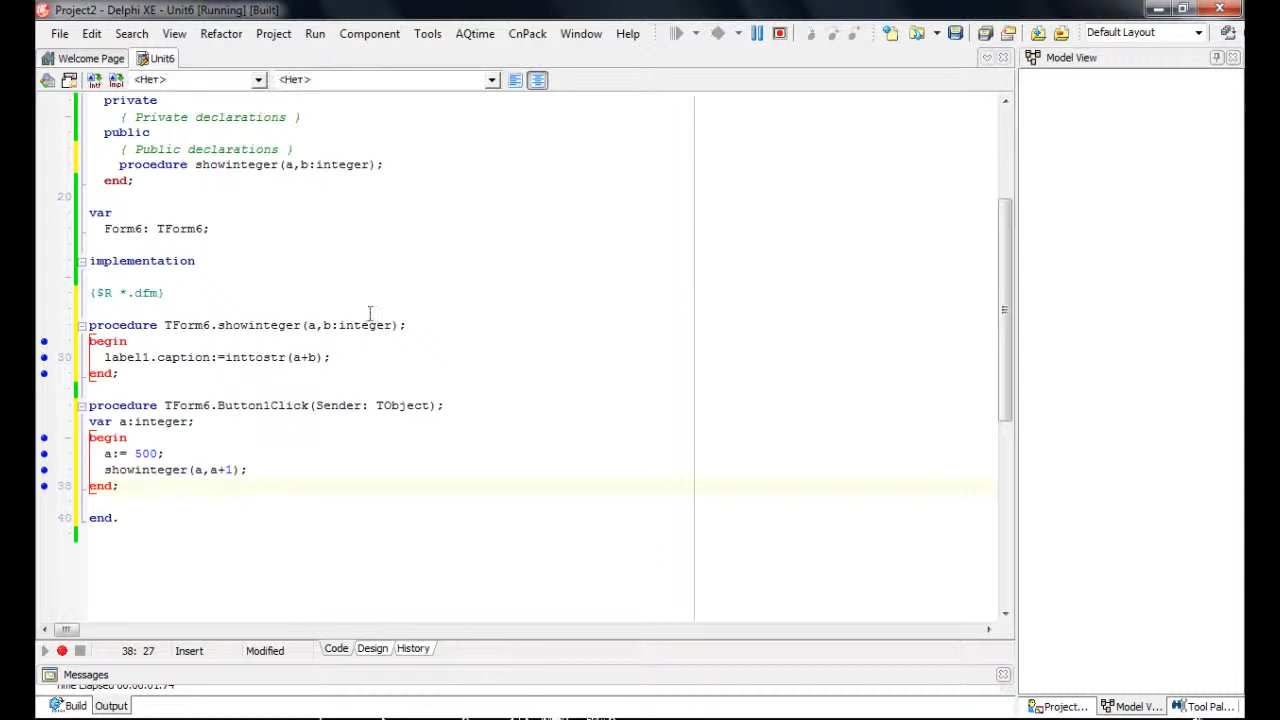 Project2 - Delphi XE - Unit6 [Running] [Built]
File Edit Search View Refactor Project Run Component Tools AQtime CnPack Window Help Default Layout
Welcome Page Unit6 Model View
Intf Impl <Нет> <Нет>
private
{ Private declarations }
public
{ Public declarations }
procedure showinteger(a,b:integer);
end;
20
var
Form6: TForm6;
implementation
{$R *.dfm}
procedure TForm6.showinteger(a,b:integer);
begin
30 label1.caption:=inttostr(a+b);
end;
procedure TForm6.Button1Click(Sender: TObject);
var a:integer;
begin
a:= 500;
showinteger(a,a+1);
38 end;
40 end.
38: 27 Insert Modified Code Design History
Messages
Build Output Project... Model V... Tool Pal...